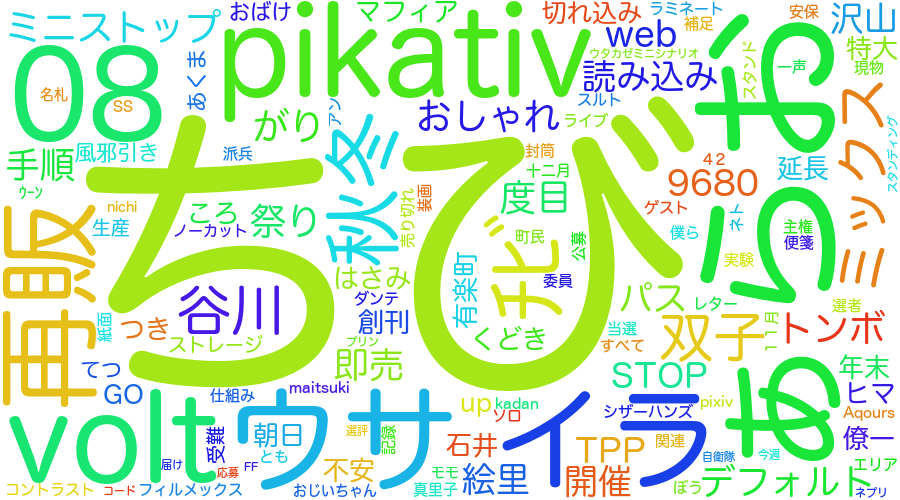 ミニストップ
おばけ
マフィア
切れ込み
ラミネート
補足
安保
沢山
08
pikativ
web
ウタカゼミニシナリオ
特大
現物
名札
SS
あくま
読み込み
スタンド
一声
おしゃれ
スルト
アン
がり
ライブ
ミックス
手順
風邪引き
派兵
秋冬
封筒
42
延長
スタンディング
ちび
あらお
ウーン
nichi
十二月
9680
再販
ころ
祭り
装画
度目
ゲスト
ネト
生産
ノーカット
売り切れ
町民
公募
僕ら
主権
便箋
はさみ
有楽町
北ビ
委員
実験
紙面
つき
谷川
ダンテ
パス
レター
選者
11月
ストレージ
創刊
くどき
当選
双子
トンボ
てつ
プリン
即売
すべて
年末
GO
仕組み
maitsuki
STOP
ヒマ
volt
ウサイラ
up
kadan
シザーハンズ
pixiv
Aqours
受難
朝日
選評
記録
ソロ
石井
TPP
関連
僚一
とも
自衛隊
今週
エリア
届け
応募
FF
不安
モモ
絵里
開催
デフォルト
コントラスト
コード
フィルメックス
おじいちゃん
真里子
ぼう
ネプリ